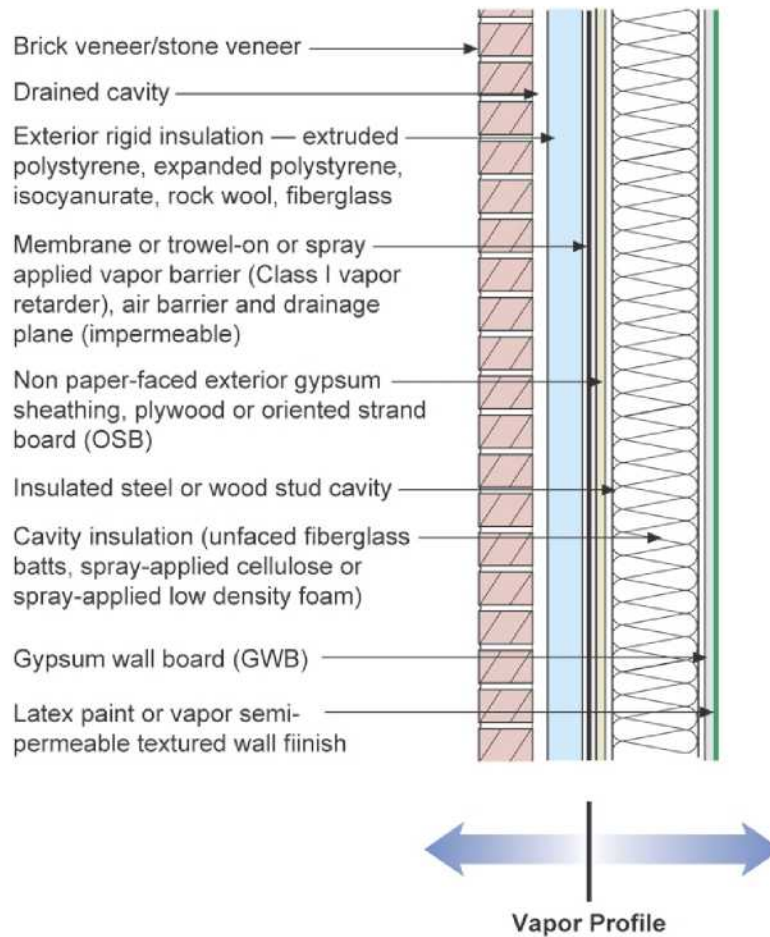 Brick veneer/stone veneer
Drained cavity
Exterior rigid insulation — extruded
polystyrene, expanded polystyrene,
isocyanurate, rock wool, fiberglass
Membrane or trowel-on or spray
applied vapor barrier (Class I vapor
retarder), air barrier and drainage
plane (impermeable)
Non paper-faced exterior gypsum
sheathing, plywood or oriented strand
board (OSB)
Insulated steel or wood stud cavity
Cavity insulation (unfaced fiberglass
batts, spray-applied cellulose or
spray-applied low density foam)
Gypsum wall board (GWB)
Latex paint or vapor semi-
permeable textured wall fiinish
Vapor Profile